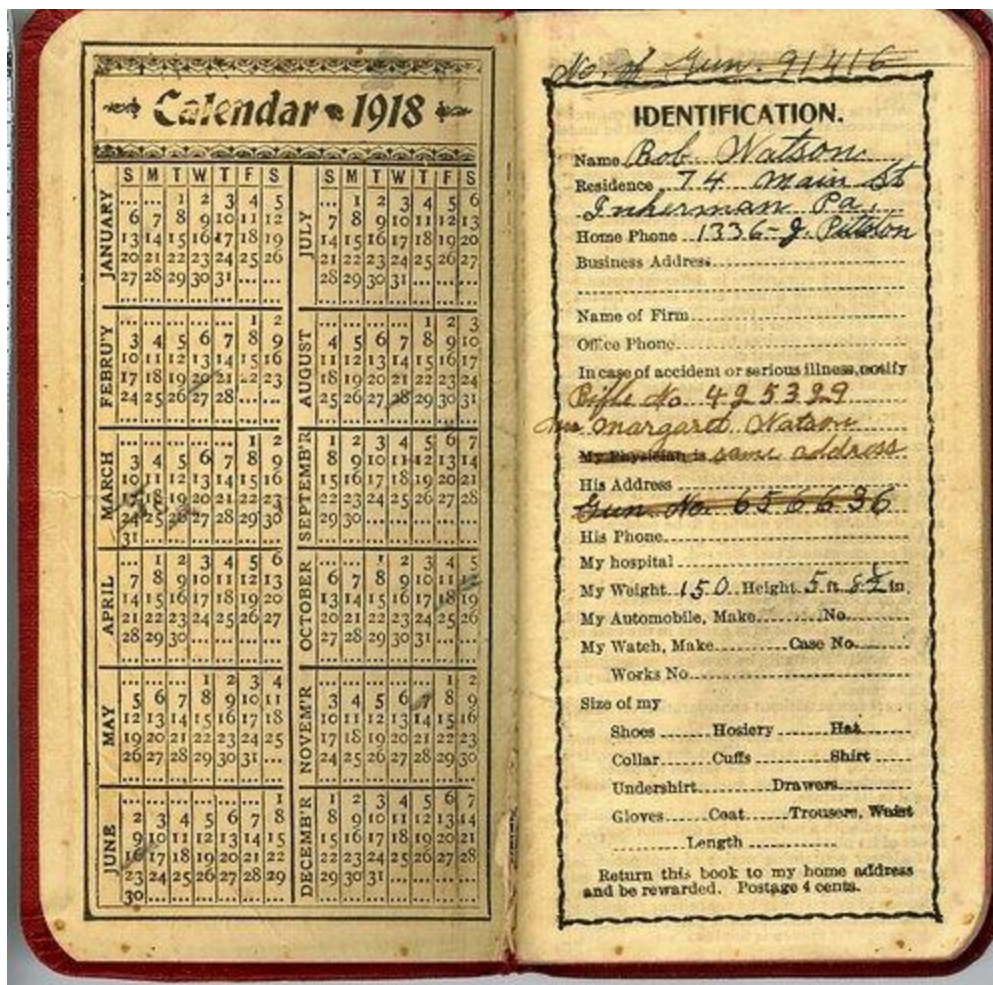 Calendar 1918
S M T W T F S
JANUARY
1 2 3 4 5
6 7 8 9 10 11 12
13 14 15 16 17 18 19
20 21 22 23 24 25 26
27 28 29 30 31
FEBRU'Y
1 2
3 4 5 6 7 8 9
10 11 12 13 14 15 16
17 18 19 20 21 22 23
24 25 26 27 28
MARCH
1 2
3 4 5 6 7 8 9
10 11 12 13 14 15 16
17 18 19 20 21 22 23
24 25 26 27 28 29 30
31
APRIL
1 2 3 4 5 6
7 8 9 10 11 12 13
14 15 16 17 18 19 20
21 22 23 24 25 26 27
28 29 30
MAY
1 2 3 4
5 6 7 8 9 10 11
12 13 14 15 16 17 18
19 20 21 22 23 24 25
26 27 28 29 30 31
JUNE
1
2 3 4 5 6 7 8
9 10 11 12 13 14 15
16 17 18 19 20 21 22
23 24 25 26 27 28 29
30
S M T W T F S
JULY
1 2 3 4 5 6
7 8 9 10 11 12 13
14 15 16 17 18 19 20
21 22 23 24 25 26 27
28 29 30 31
AUGUST
1 2 3
4 5 6 7 8 9 10
11 12 13 14 15 16 17
18 19 20 21 22 23 24
25 26 27 28 29 30 31
SEPTEMB'R
1 2 3 4 5 6 7
8 9 10 11 12 13 14
15 16 17 18 19 20 21
22 23 24 25 26 27 28
29 30
OCTOBER
1 2 3 4 5
6 7 8 9 10 11 12
13 14 15 16 17 18 19
20 21 22 23 24 25 26
27 28 29 30 31
NOVEM'R
1 2
3 4 5 6 7 8 9
10 11 12 13 14 15 16
17 18 19 20 21 22 23
24 25 26 27 28 29 30
DECEMB'R
1 2 3 4 5 6 7
8 9 10 11 12 13 14
15 16 17 18 19 20 21
22 23 24 25 26 27 28
29 30 31
No. of Gun. 91416
IDENTIFICATION.
Name Bob Watson
Residence 74 Main St
Inkerman Pa.
Home Phone 1336-J. Pittston
Business Address
Name of Firm
Office Phone
In case of accident or serious illness, notify
Rifle No 425329
Mrs Margaret Watson
My Physician is same address
His Address
Gun No. 656636
His Phone
My hospital
My Weight 150 Height 5 ft 8½ in.
My Automobile, Make No.
My Watch, Make Case No.
Works No.
Size of my
Shoes Hosiery Hat
Collar Cuffs Shirt
Undershirt Drawers
Gloves Coat Trousers, Waist
Length
Return this book to my home address
and be rewarded. Postage 4 cents.